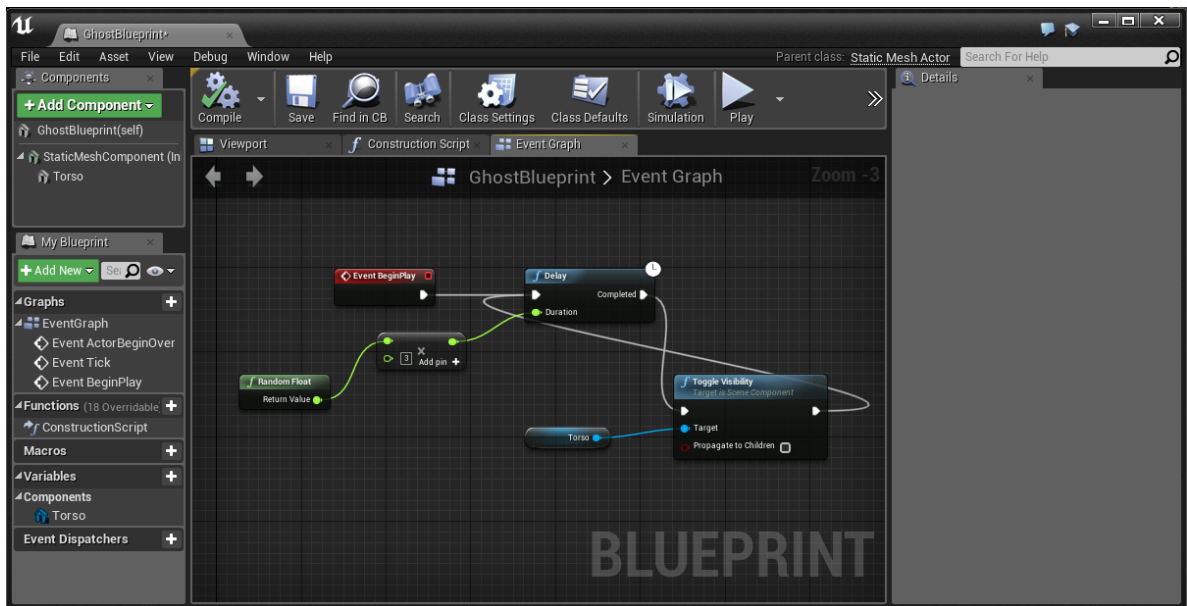 GhostBlueprint*
File Edit Asset View Debug Window Help
Parent class: Static Mesh Actor
Search For Help
Components
+ Add Component
GhostBlueprint(self)
StaticMeshComponent (In
Torso
My Blueprint
+ Add New
Graphs
EventGraph
Event ActorBeginOver
Event Tick
Event BeginPlay
Functions (18 Overridable)
ConstructionScript
Macros
Variables
Components
Torso
Event Dispatchers
Compile Save Find in CB Search Class Settings Class Defaults Simulation Play
Viewport
Construction Script
Event Graph
GhostBlueprint > Event Graph
Zoom -3
Event BeginPlay
Delay
Completed
Duration
3
Add pin +
Random Float
Return Value
Toggle Visibility
Target is Scene Component
Target
Propagate to Children
Torso
BLUEPRINT
Details